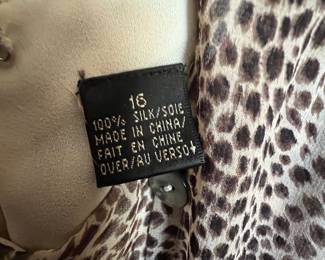 16
100% SILK/SOIE
MADE IN CHINA/
FAIT EN CHINE
OVER/AU VERSO↓